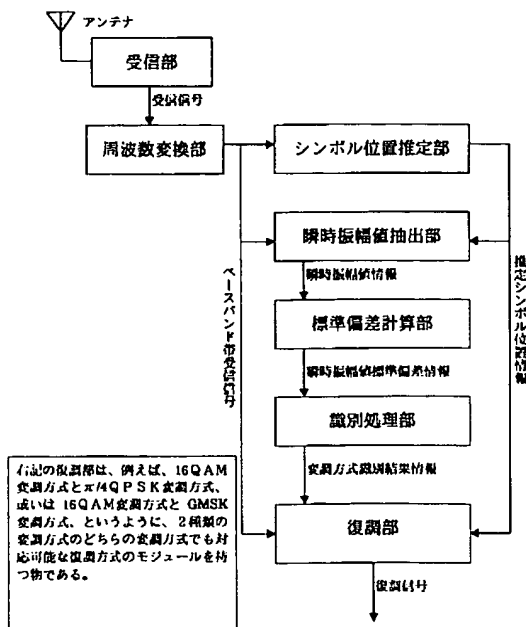 アンテナ
受信部
受信信号
周波数変換部
シンボル位置推定部
瞬時振幅値抽出部
瞬時振幅値情報
標準偏差計算部
瞬時振幅値標準偏差情報
識別処理部
変調方式識別結果情報
復調部
復調信号
ベースバンド帯受信信号
推定シンボル位置情報
右記の復調部は、例えば、16QAM
変調方式とπ/4QPSK変調方式、
或いは 16QAM変調方式と GMSK
変調方式、というように、2種類の
変調方式のどちらの変調方式でも対
応可能な復調方式のモジュールを持
つ物である。